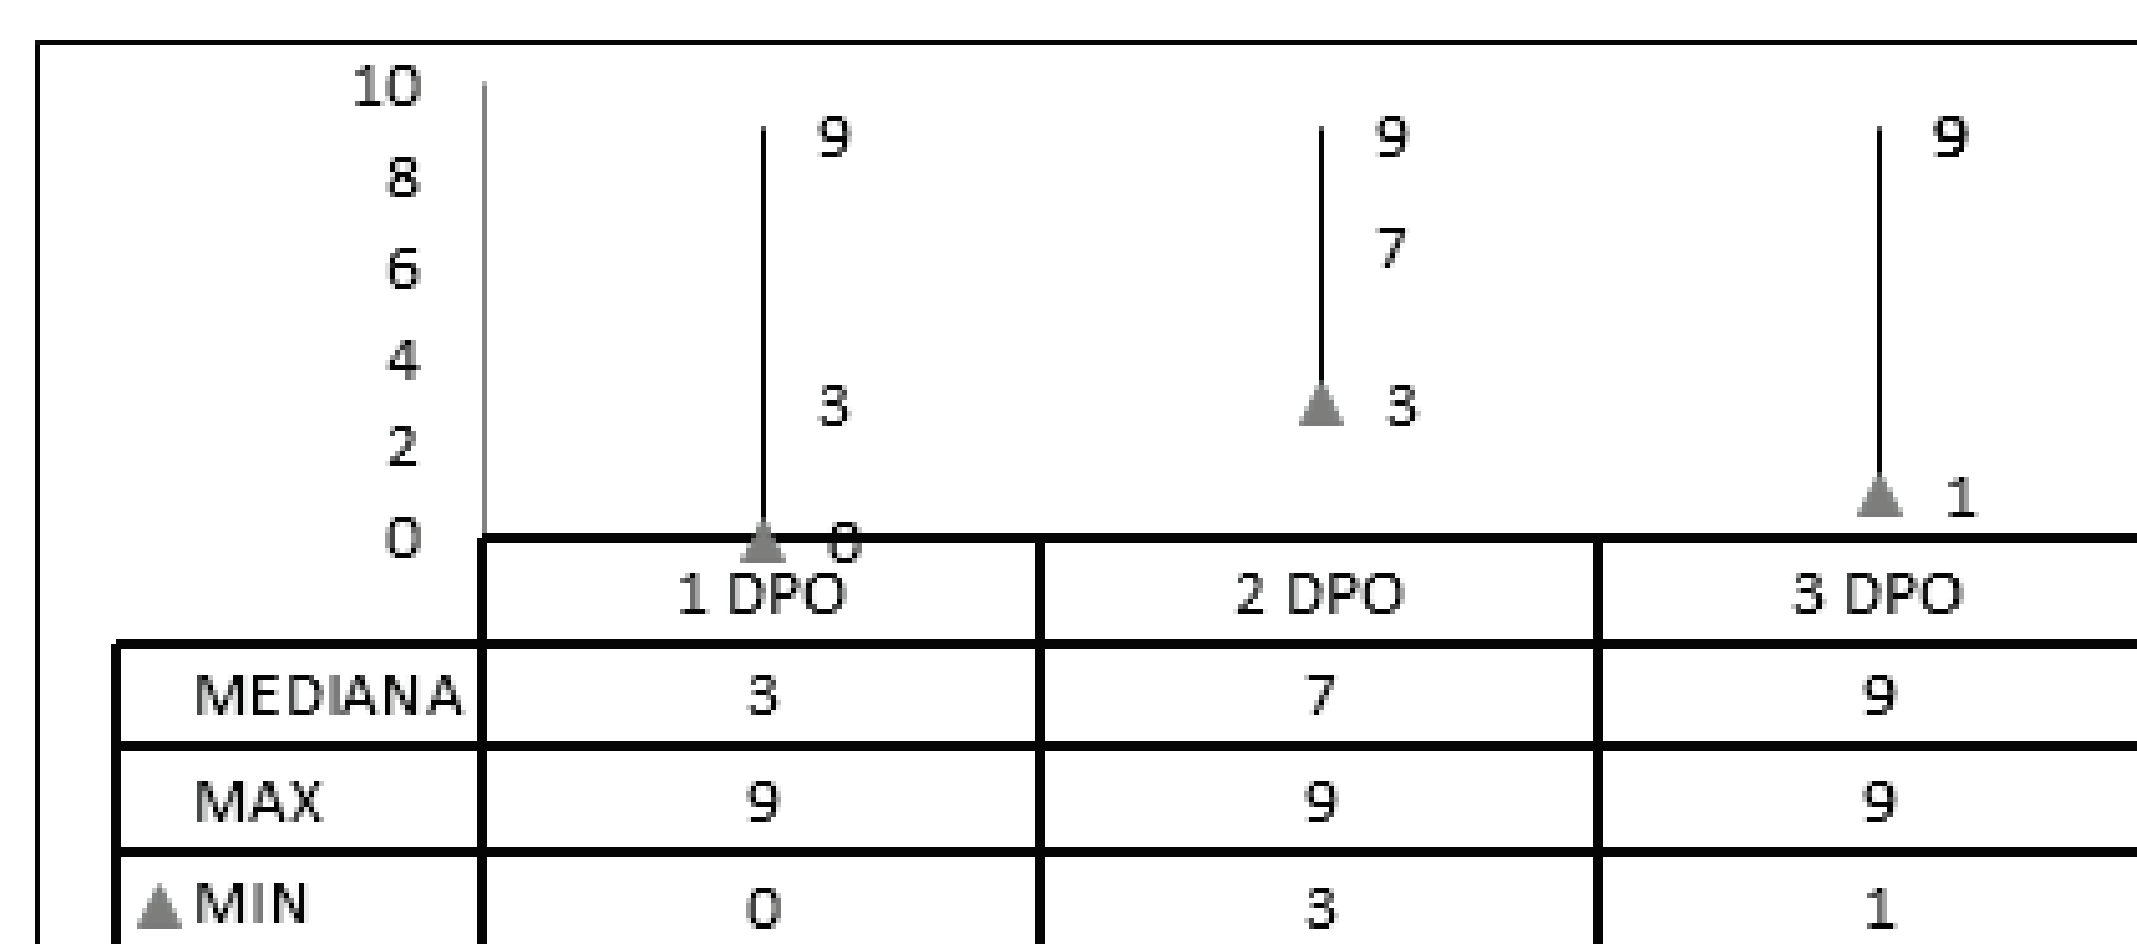 10
9 9 9
8
7
6
4
3 3
2
1
0 0
1 DPO 2 DPO 3 DPO
MEDIANA 3 7 9
MAX 9 9 9
MIN 0 3 1